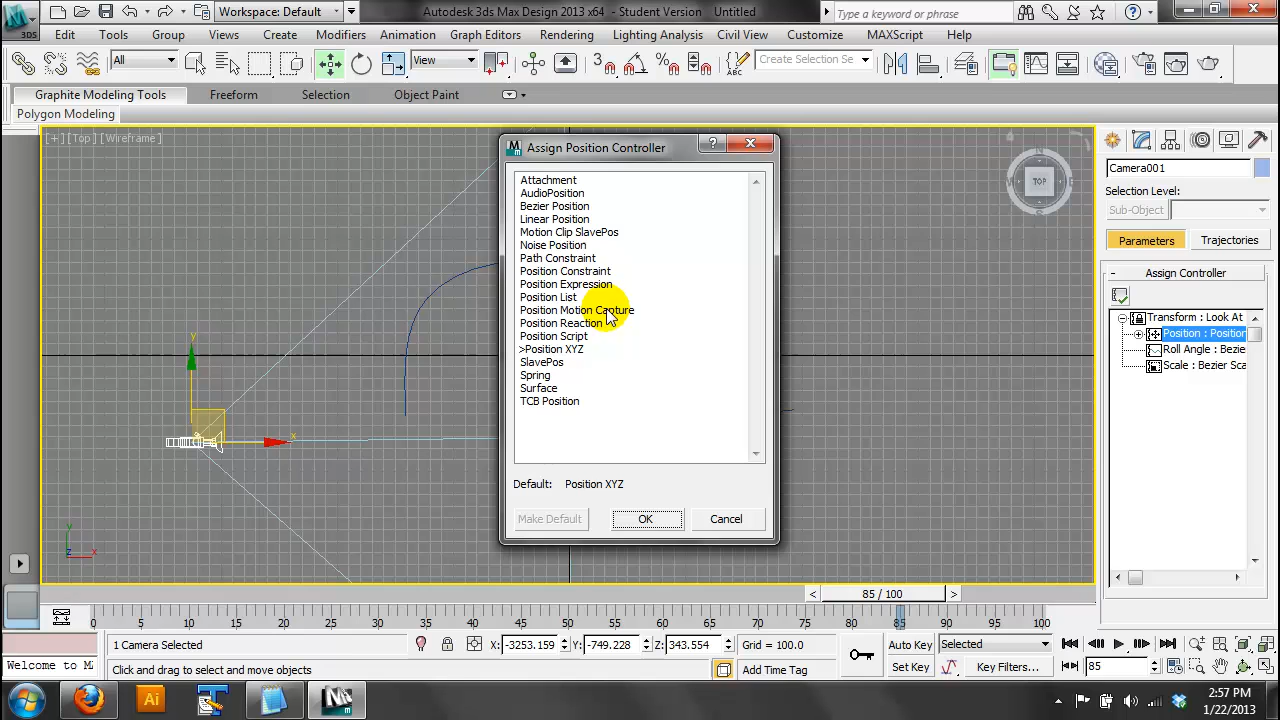 3DS
Workspace: Default
Autodesk 3ds Max Design 2013 x64 - Student Version Untitled
Type a keyword or phrase
Edit Tools Group Views Create Modifiers Animation Graph Editors Rendering Lighting Analysis Civil View Customize MAXScript Help
All View Create Selection Se
Graphite Modeling Tools Freeform Selection Object Paint
Polygon Modeling
[+] [Top] [Wireframe]
TOP
Assign Position Controller
Attachment
AudioPosition
Bezier Position
Linear Position
Motion Clip SlavePos
Noise Position
Path Constraint
Position Constraint
Position Expression
Position List
Position Motion Capture
Position Reaction
Position Script
>Position XYZ
SlavePos
Spring
Surface
TCB Position
Default: Position XYZ
Make Default OK Cancel
Camera001
Selection Level:
Sub-Object
Parameters Trajectories
- Assign Controller
Transform : Look At
Position : Position
Roll Angle : Bezie
Scale : Bezier Sca
y
x
y
z x
< 85 / 100 >
0 5 10 15 20 25 30 35 40 45 50 55 60 65 70 75 80 85 90 95 100
1 Camera Selected X: -3253.159 Y: -749.228 Z: 343.554 Grid = 100.0 Auto Key Selected
Welcome to M Click and drag to select and move objects Add Time Tag Set Key Key Filters... 85
Ai
2:57 PM
1/22/2013